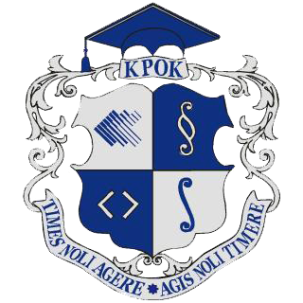 КРОК
§
< >
∫
TIMES NOLI AGERE * AGIS NOLI TIMERE